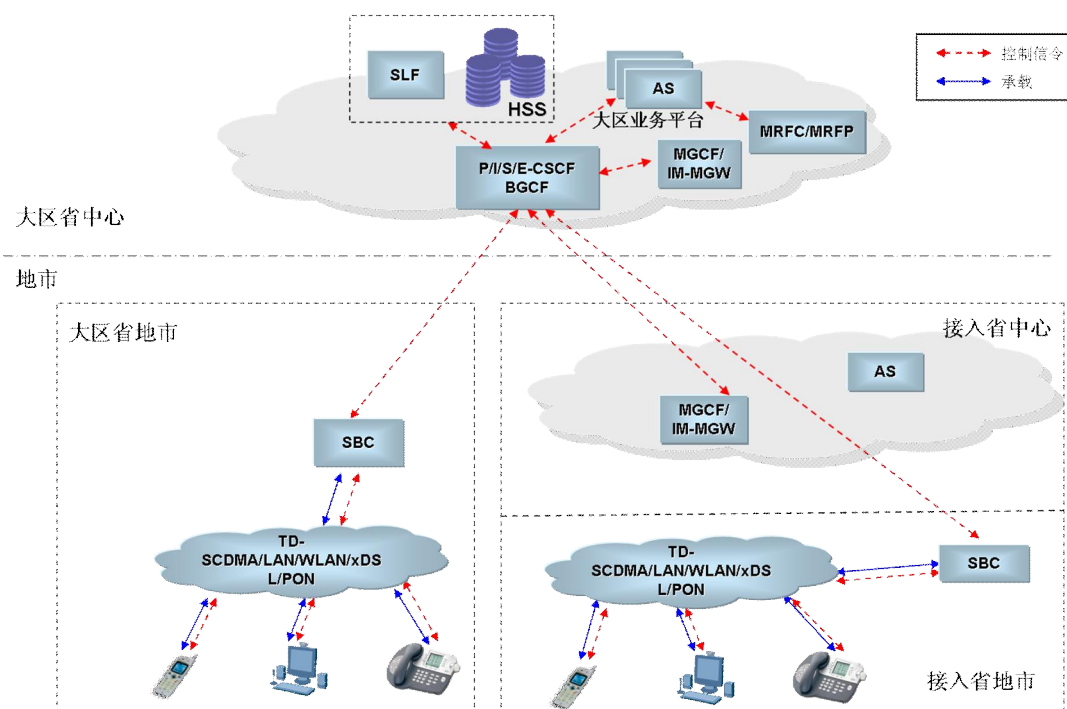 SLF
HSS
AS
大区业务平台
MRFC/MRFP
P/I/S/E-CSCF
BGCF
MGCF/
IM-MGW
控制信令
承载
大区省中心
地市
大区省地市
SBC
TD-
SCDMA/LAN/WLAN/xDS
L/PON
接入省中心
AS
MGCF/
IM-MGW
TD-
SCDMA/LAN/WLAN/xDS
L/PON
SBC
接入省地市